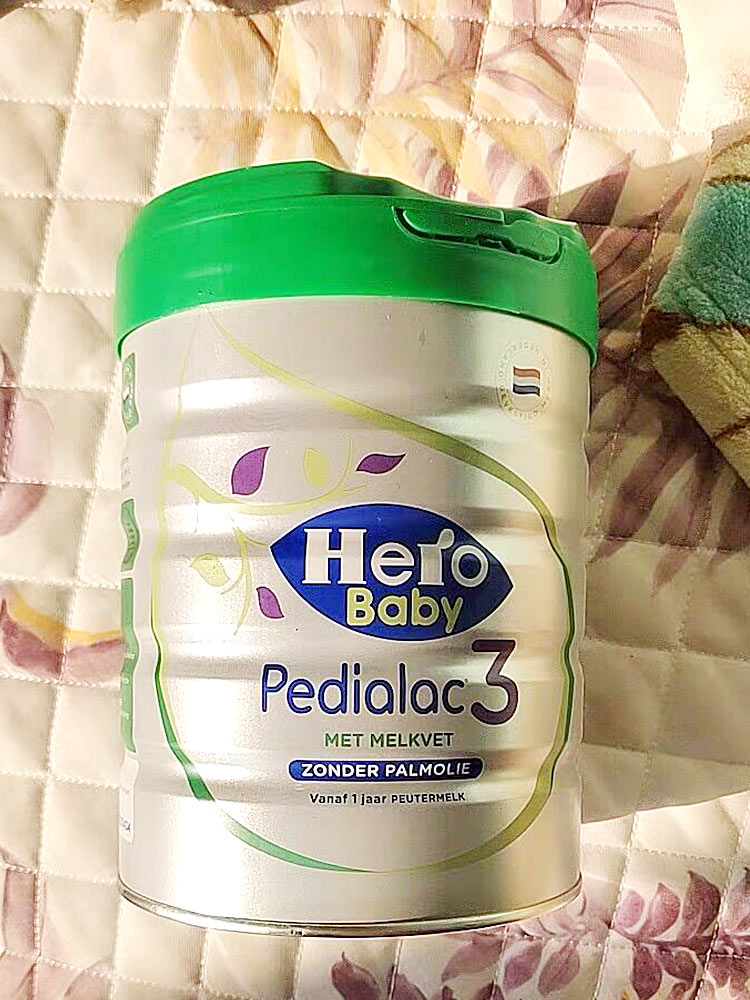 Hero
Baby
Pedialac 3
MET MELKVET
ZONDER PALMOLIE
Vanaf 1 jaar PEUTERMELK